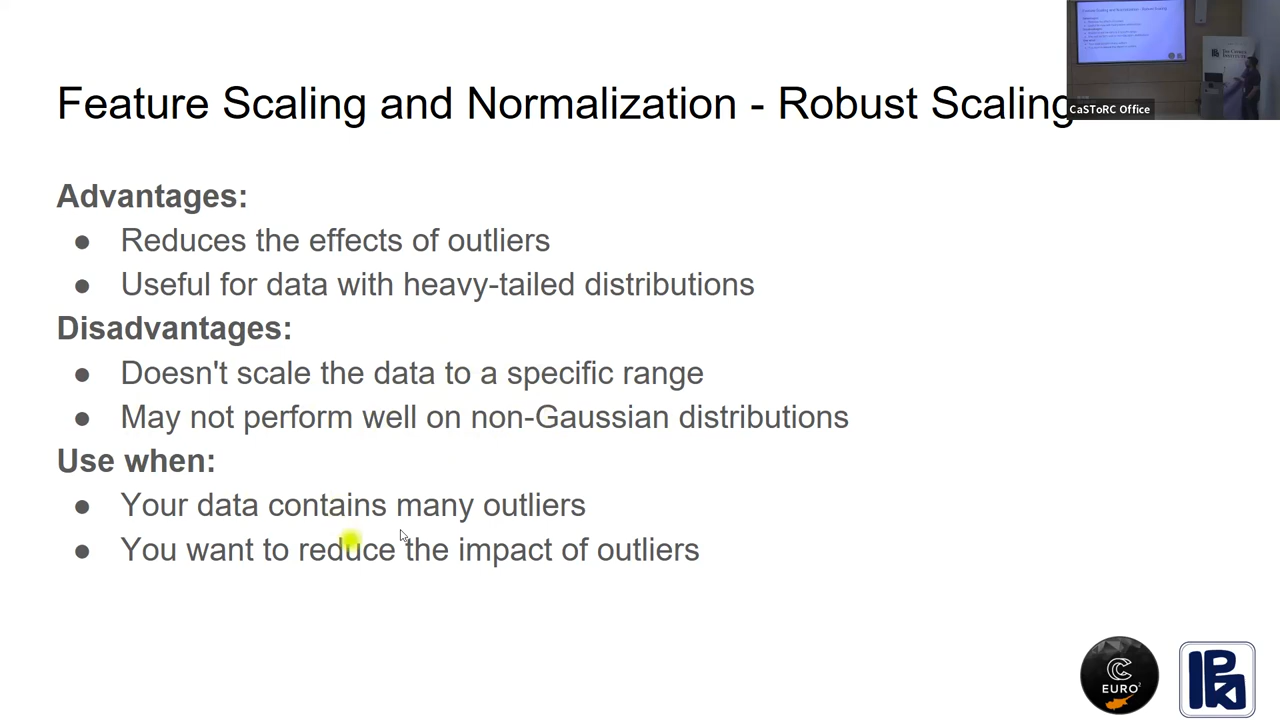 Feature Scaling and Normalization - Robust Scaling
CaSToRC Office
Advantages:
● Reduces the effects of outliers
● Useful for data with heavy-tailed distributions
Disadvantages:
● Doesn't scale the data to a specific range
● May not perform well on non-Gaussian distributions
Use when:
● Your data contains many outliers
● You want to reduce the impact of outliers
EURO²